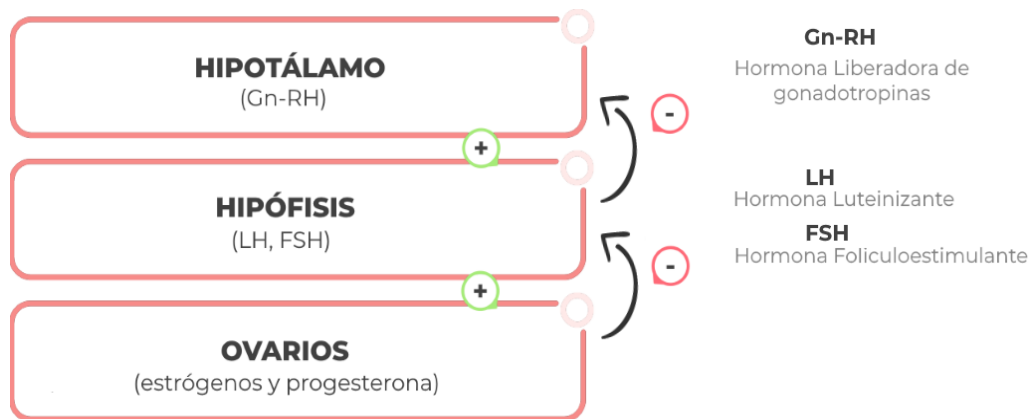 HIPOTÁLAMO
(Gn-RH)
+
-
Gn-RH
Hormona Liberadora de
gonadotropinas
HIPÓFISIS
(LH, FSH)
+
-
LH
Hormona Luteinizante
FSH
Hormona Foliculoestimulante
OVARIOS
(estrógenos y progesterona)